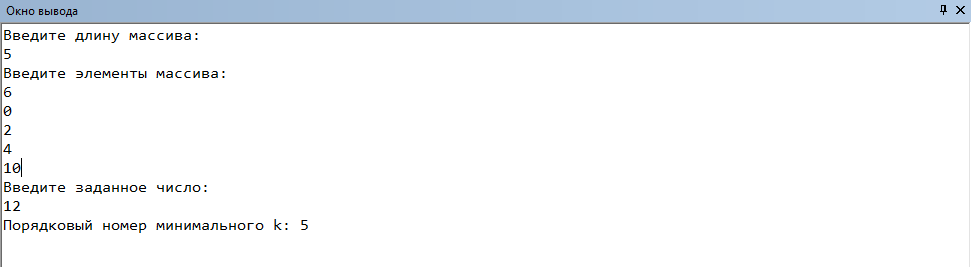 Окно вывода
Введите длину массива:
5
Введите элементы массива:
6
0
2
4
10
Введите заданное число:
12
Порядковый номер минимального k: 5